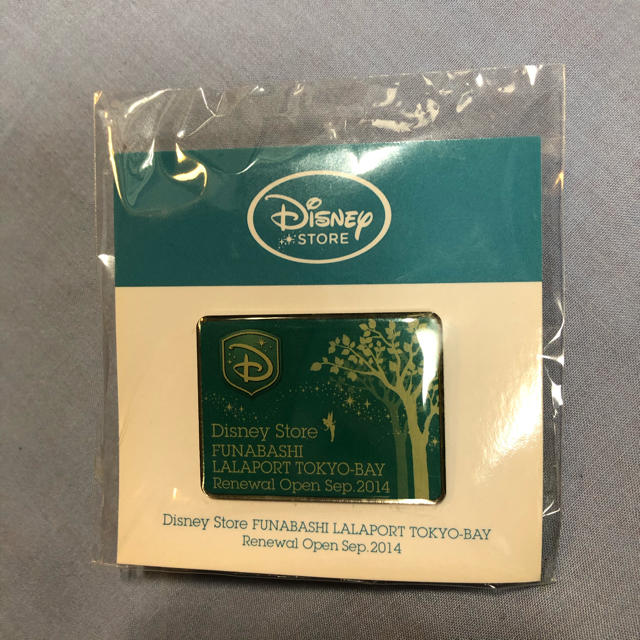 Disney
STORE
D
Disney Store
FUNABASHI
LALAPORT TOKYO-BAY
Renewal Open Sep.2014
Disney Store FUNABASHI LALAPORT TOKYO-BAY
Renewal Open Sep.2014